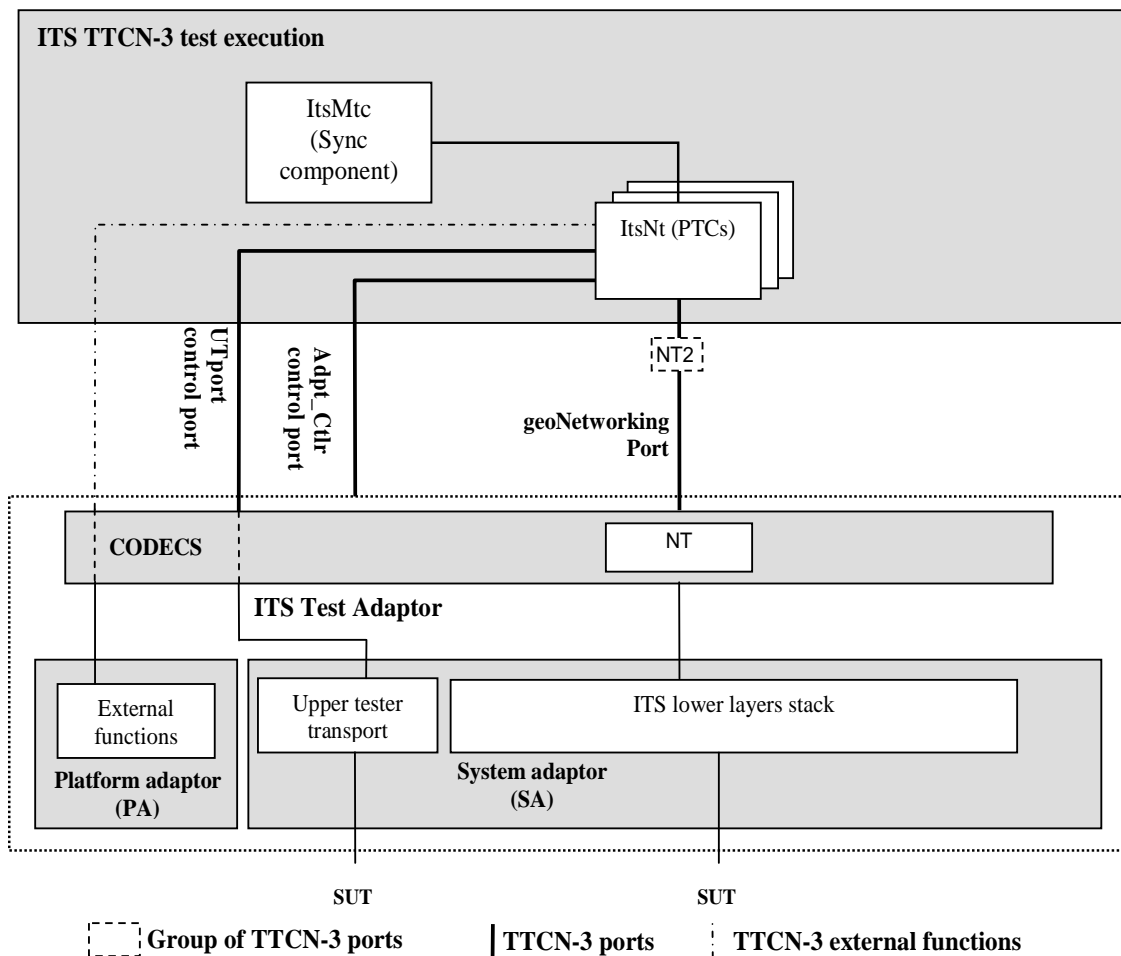 ITS TTCN-3 test execution
ItsMtc
(Sync
component)
ItsNt (PTCs)
UTport
control port
Adpt_Ctlr
control port
NT2
geoNetworking
Port
CODECS
NT
ITS Test Adaptor
External
functions
Platform adaptor
(PA)
Upper tester
transport
ITS lower layers stack
System adaptor
(SA)
SUT
SUT
Group of TTCN-3 ports
TTCN-3 ports
TTCN-3 external functions